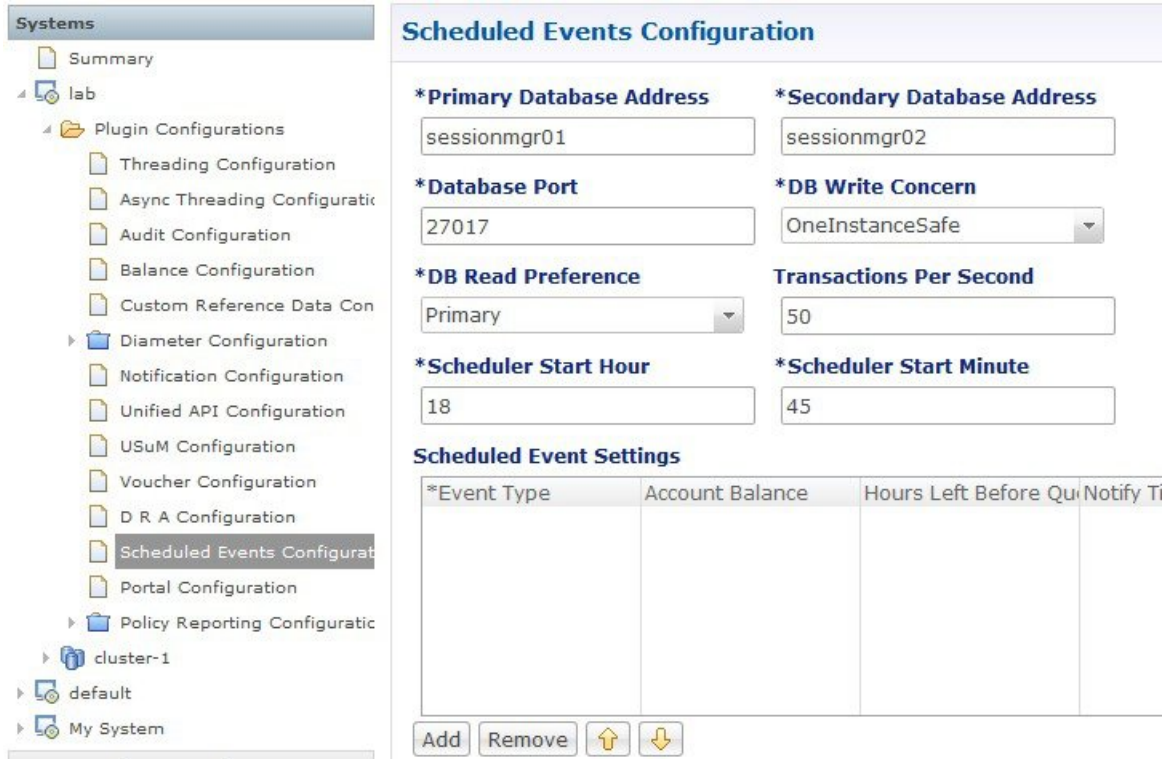 Systems
Summary
lab
Plugin Configurations
Threading Configuration
Async Threading Configuratic
Audit Configuration
Balance Configuration
Custom Reference Data Con
Diameter Configuration
Notification Configuration
Unified API Configuration
USuM Configuration
Voucher Configuration
D R A Configuration
Scheduled Events Configurat
Portal Configuration
Policy Reporting Configuratic
cluster-1
default
My System
Scheduled Events Configuration
*Primary Database Address *Secondary Database Address
sessionmgr01 sessionmgr02
*Database Port *DB Write Concern
27017 OneInstanceSafe
*DB Read Preference Transactions Per Second
Primary 50
*Scheduler Start Hour *Scheduler Start Minute
18 45
Scheduled Event Settings
*Event Type Account Balance Hours Left Before Qu Notify Ti
Add Remove